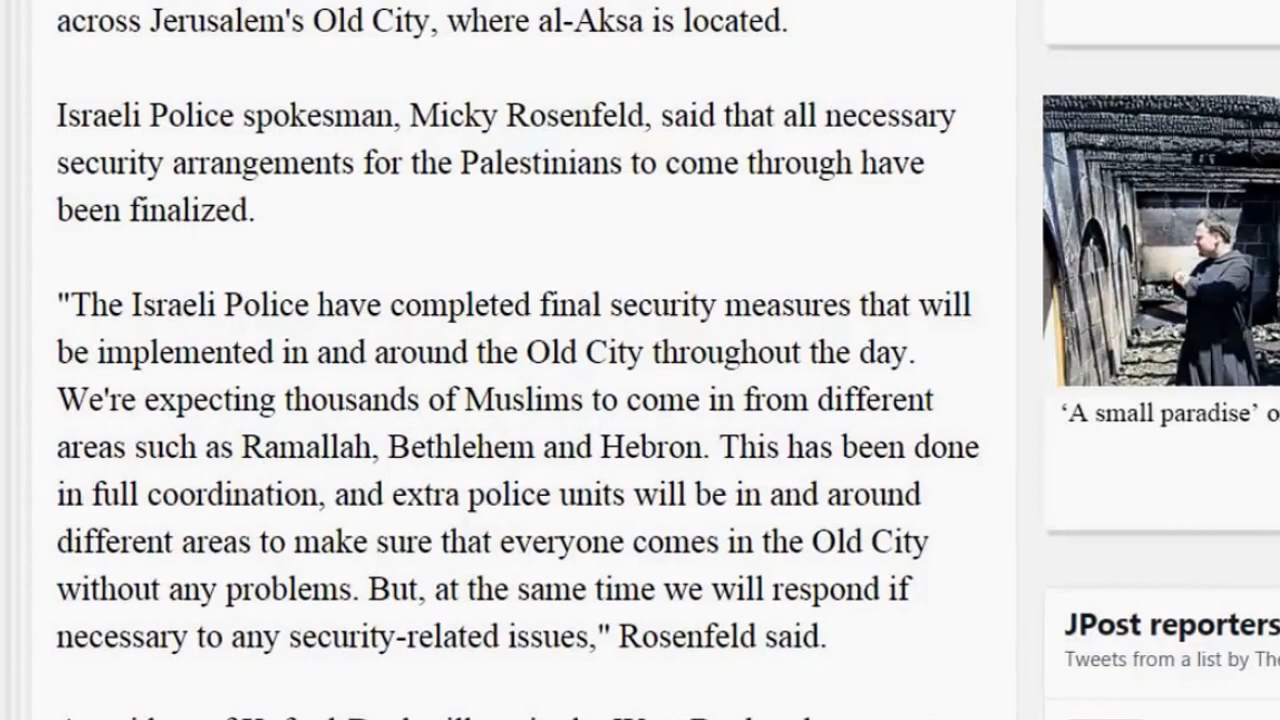 across Jerusalem's Old City, where al-Aksa is located.
Israeli Police spokesman, Micky Rosenfeld, said that all necessary
security arrangements for the Palestinians to come through have
been finalized.
"The Israeli Police have completed final security measures that will
be implemented in and around the Old City throughout the day.
We're expecting thousands of Muslims to come in from different
areas such as Ramallah, Bethlehem and Hebron. This has been done
in full coordination, and extra police units will be in and around
different areas to make sure that everyone comes in the Old City
without any problems. But, at the same time we will respond if
necessary to any security-related issues," Rosenfeld said.
‘A small paradise’ o
JPost reporters
Tweets from a list by The